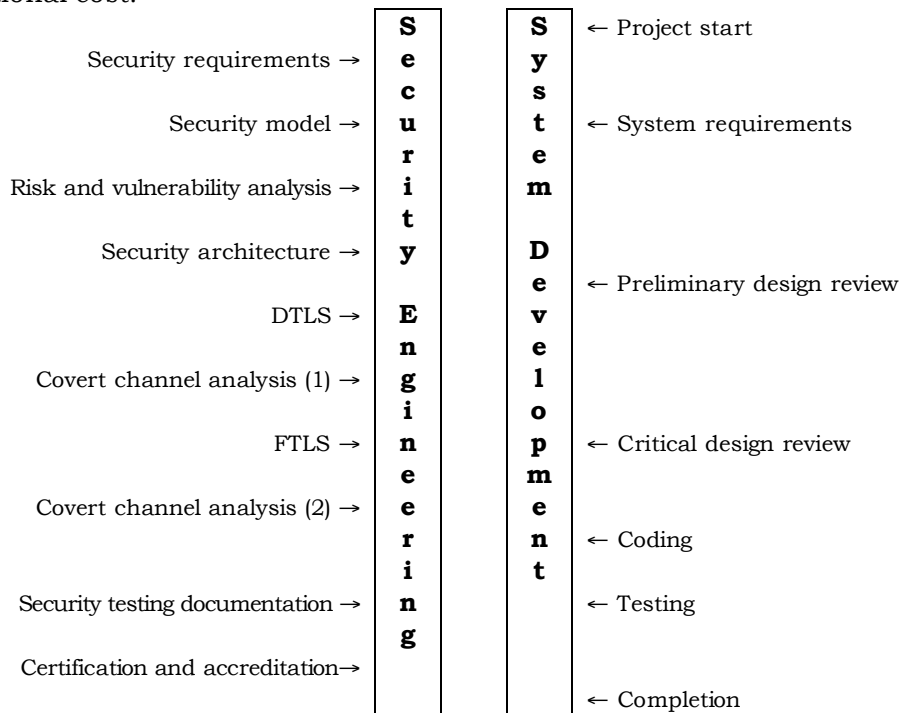 ional cost.
← Project start
Security requirements →
Security model →
← System requirements
Risk and vulnerability analysis →
Security architecture →
← Preliminary design review
DTLS →
Covert channel analysis (1) →
FTLS →
← Critical design review
Covert channel analysis (2) →
← Coding
Security testing documentation →
← Testing
Certification and accreditation→
← Completion
Security Engineering
System Development